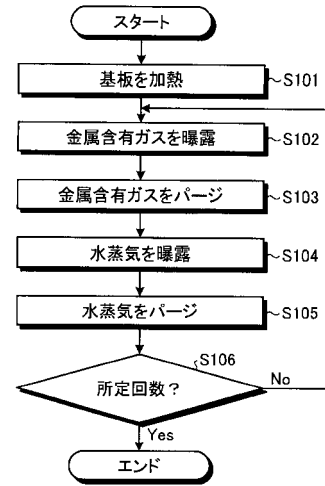 スタート
基板を加熱 S101
金属含有ガスを曝露 S102
金属含有ガスをパージ S103
水蒸気を曝露 S104
水蒸気をパージ S105
S106
所定回数？ No
Yes
エンド